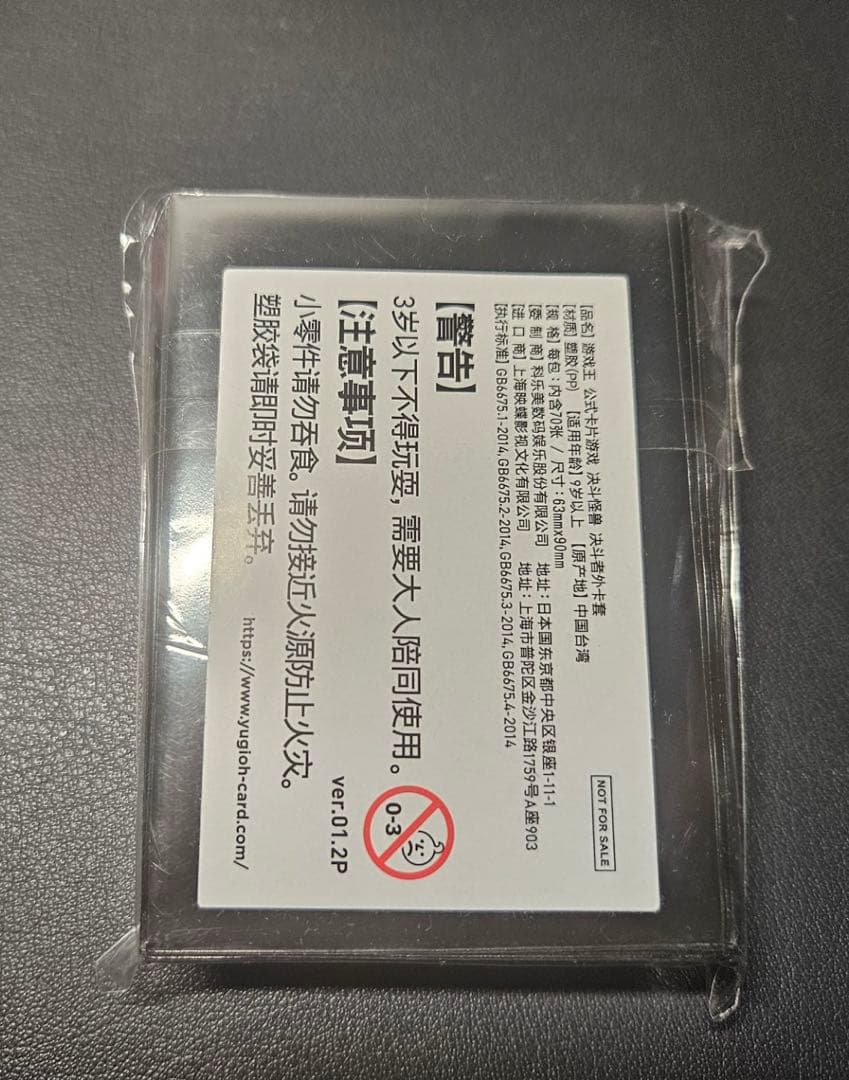 [品名] 游戏王 公式卡片游戏 决斗怪兽 决斗者外卡套
[材质] 塑胶(PP) 【适用年龄】9岁以上 【原产地】中国台湾
[规 格] 每包:内含70张 / 尺寸:63mmx90mm
[委 制 商] 科乐美数码娱乐股份有限公司 地址:日本国东京都中央区银座1-11-1
[进 口 商] 上海映蝶影视文化有限公司 地址:上海市普陀区金沙江路1759号A座903
[执行标准] GB6675.1-2014,GB6675.2-2014,GB6675.3-2014,GB6675.4-2014
NOT FOR SALE
【警告】
3岁以下不得玩耍,需要大人陪同使用。
0-3
【注意事项】
ver.01.2P
小零件请勿吞食。请勿接近火源防止火灾。
塑胶袋请即时妥善丢弃。
https://www.yugioh-card.com/